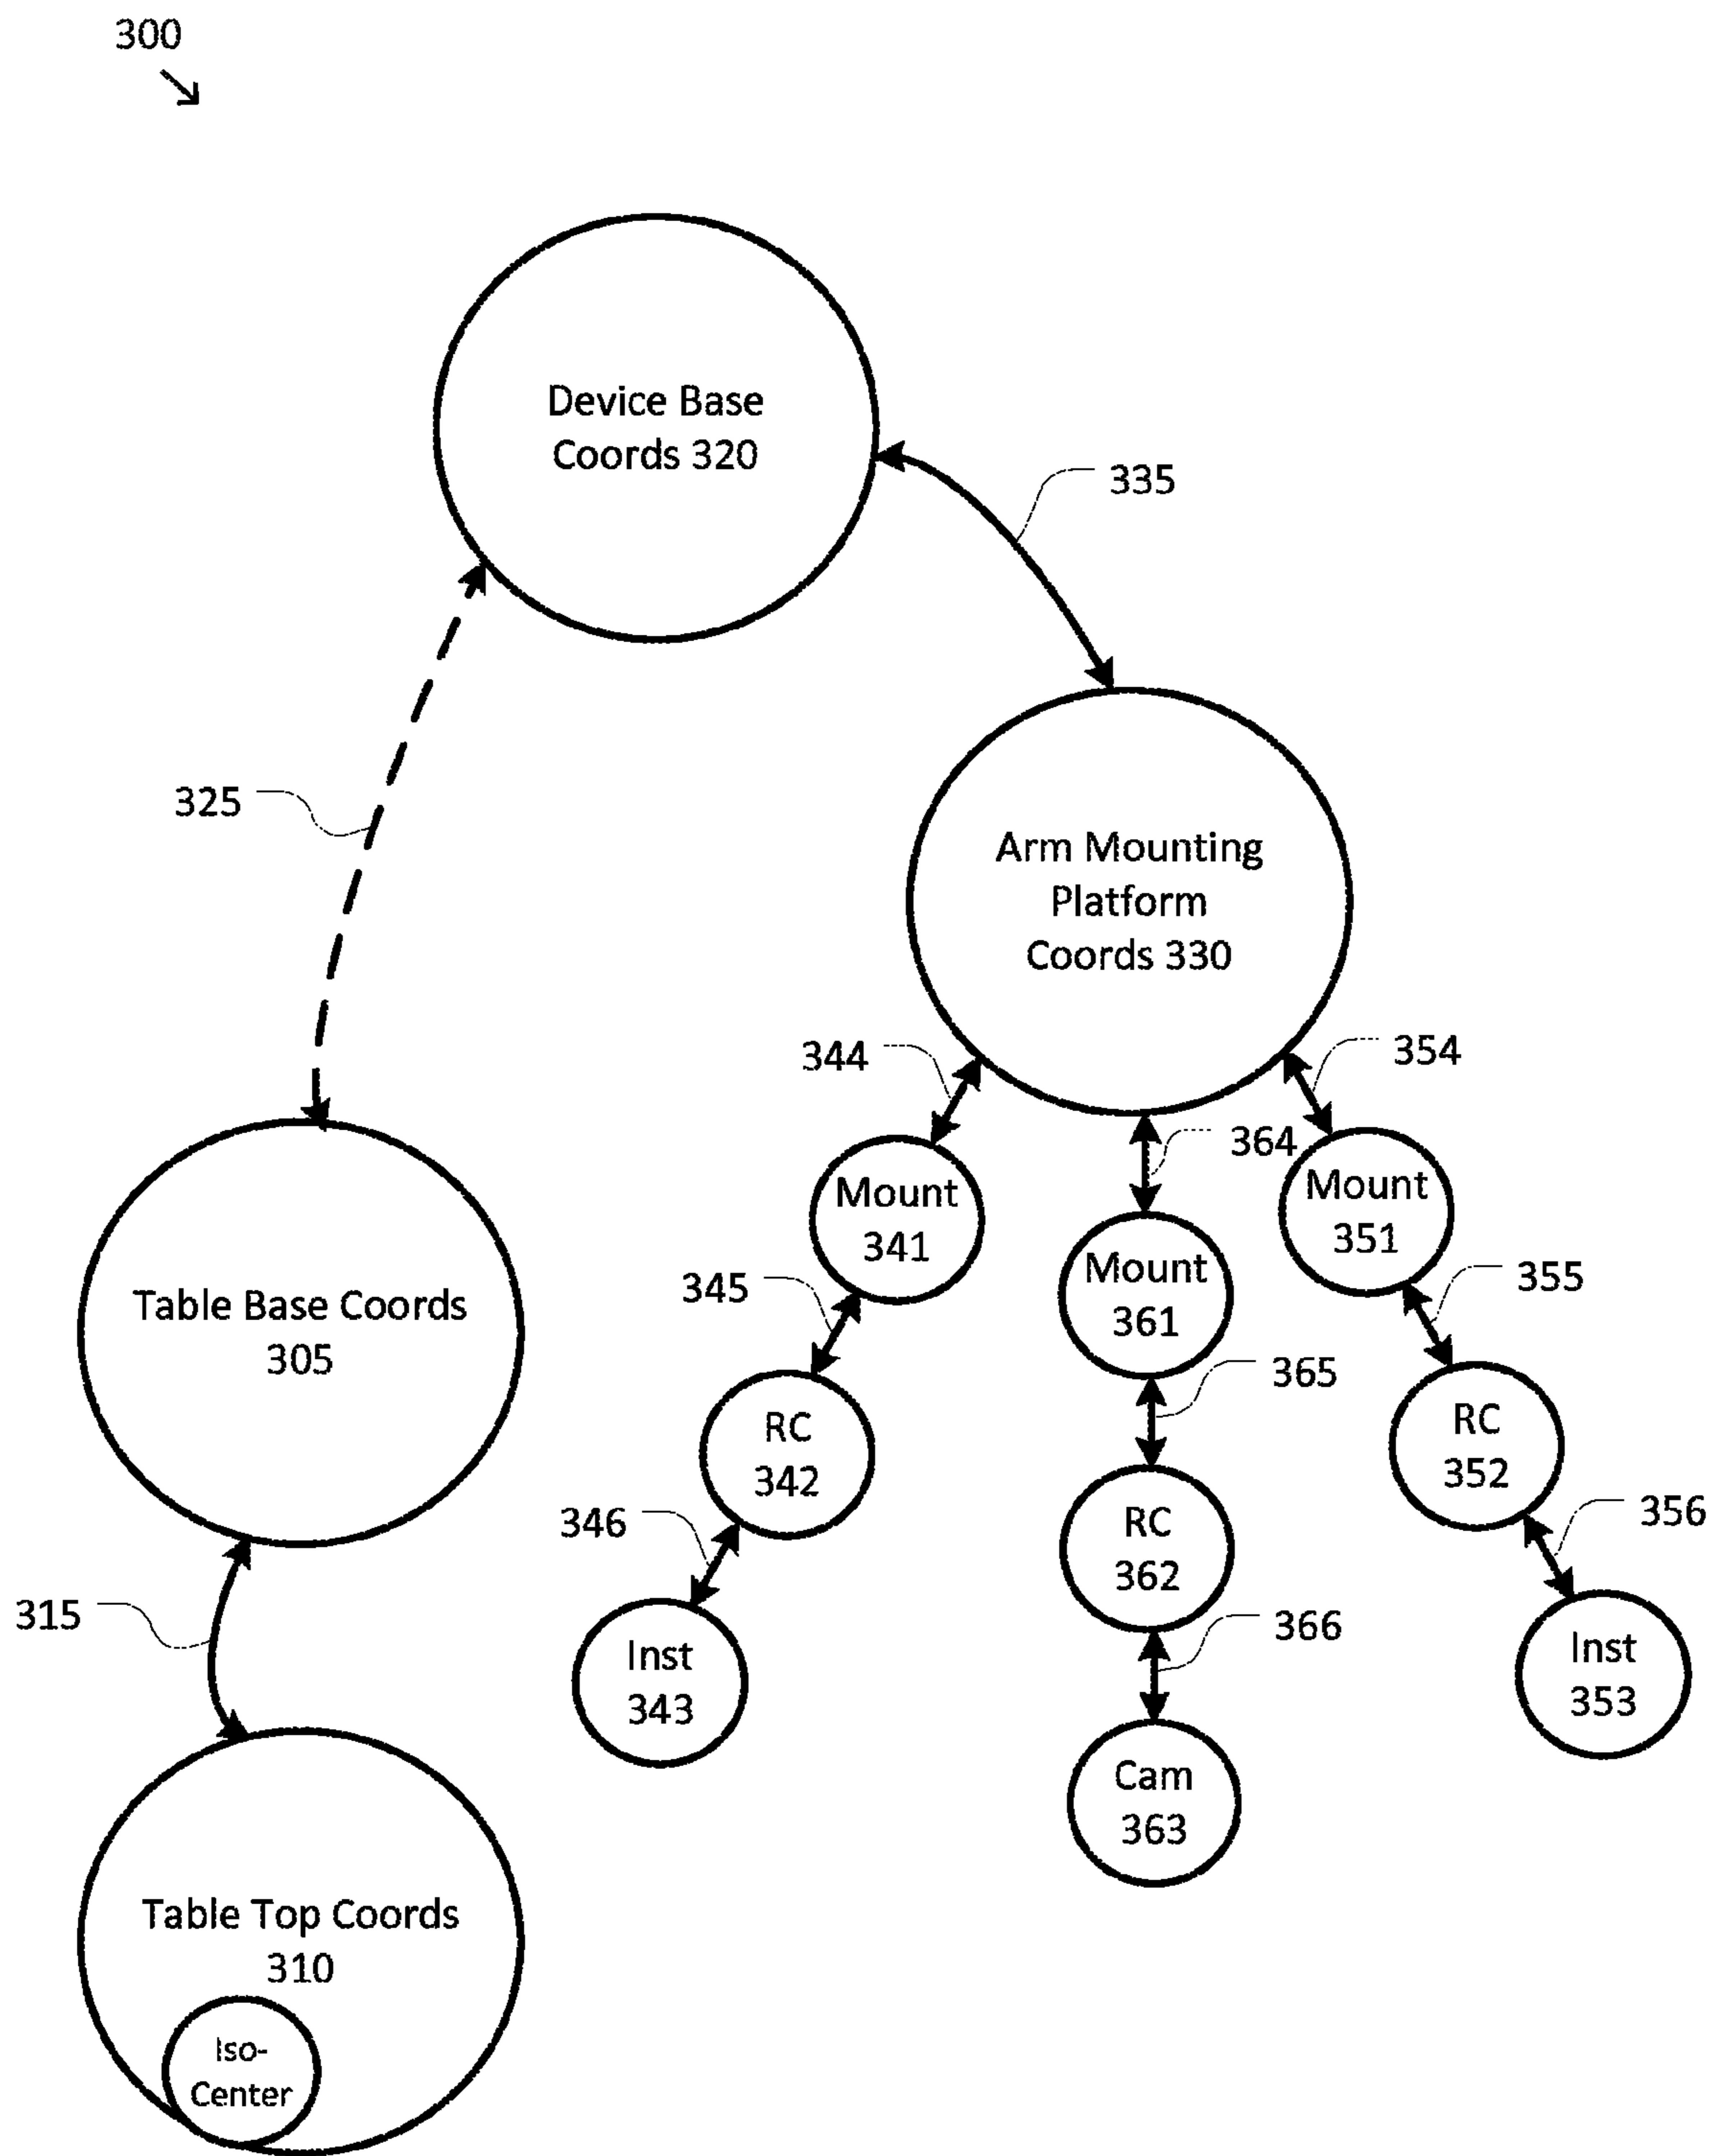 300
Device Base
Coords 320
335
325
Arm Mounting
Platform
Coords 330
344
354
364
Mount
341
Mount
351
Mount
361
345
355
Table Base Coords
305
365
RC
342
RC
352
346
356
RC
362
315
366
Inst
343
Inst
353
Cam
363
Table Top Coords
310
Iso-
Center